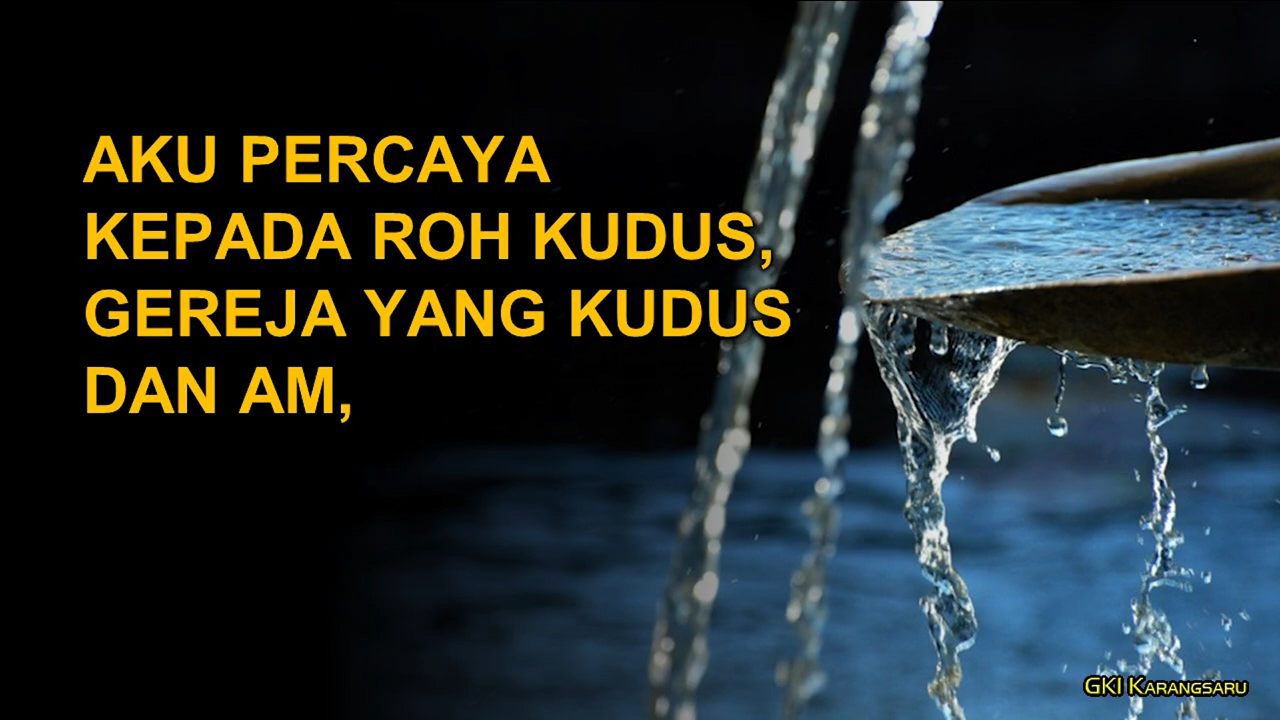 AKU PERCAYA
KEPADA ROH KUDUS,
GEREJA YANG KUDUS
DAN AM,
GKI KARANGSARU